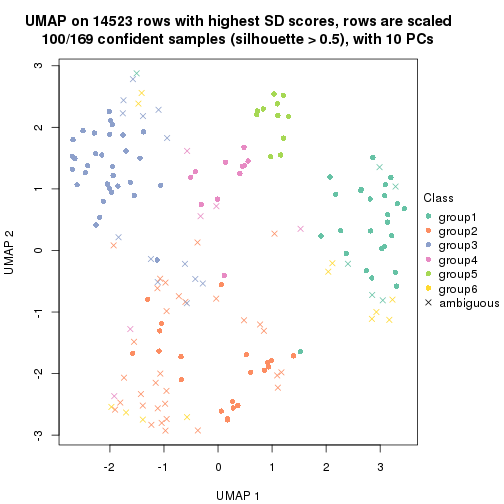 UMAP on 14523 rows with highest SD scores, rows are scaled
100/169 confident samples (silhouette > 0.5), with 10 PCs
3
2
1
0
-1
-2
-3
UMAP 2
-2
-1
0
1
2
3
UMAP 1
Class
group1
group2
group3
group4
group5
group6
ambiguous